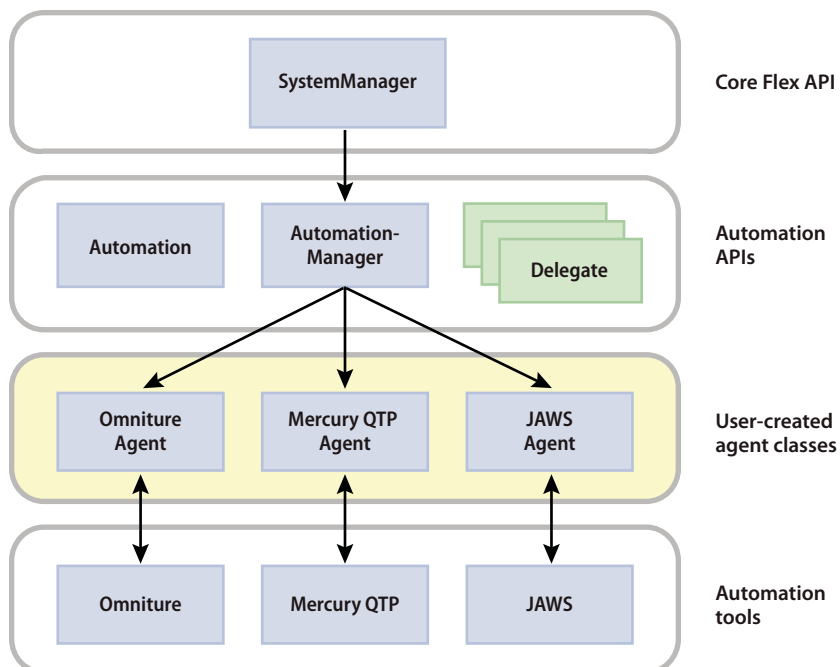 SystemManager
Core Flex API
Automation
Automation-
Manager
Delegate
Automation
APIs
Omniture
Agent
Mercury QTP
Agent
JAWS
Agent
User-created
agent classes
Omniture
Mercury QTP
JAWS
Automation
tools